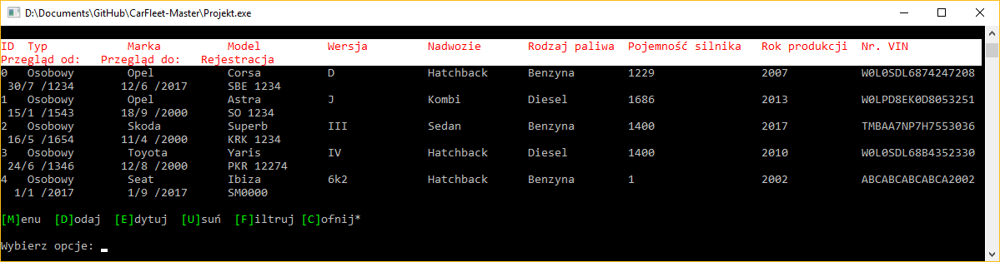 D:\Documents\GitHub\CarFleet-Master\Projekt.exe
ID Typ Marka Model Wersja Nadwozie Rodzaj paliwa Pojemność silnika Rok produkcji Nr. VIN
Przegląd od: Przegląd do: Rejestracja
0 Osobowy Opel Corsa D Hatchback Benzyna 1229 2007 W0L0SDL6874247208
30/7 /1234 12/6 /2017 SBE 1234
1 Osobowy Opel Astra J Kombi Diesel 1686 2013 W0LPD8EK0D8053251
15/1 /1543 18/9 /2000 SO 1234
2 Osobowy Skoda Superb III Sedan Benzyna 1400 2017 TMBAA7NP7H7553036
16/5 /1654 11/4 /2000 KRK 1234
3 Osobowy Toyota Yaris IV Hatchback Diesel 1400 2010 W0L0SDL68B4352330
24/6 /1346 12/8 /2000 PKR 12274
4 Osobowy Seat Ibiza 6k2 Hatchback Benzyna 1 2002 ABCABCABCABCA2002
1/1 /2017 1/9 /2017 SM0000
[M]enu [D]odaj [E]dytuj [U]suń [F]iltruj [C]ofnij*
Wybierz opcje: